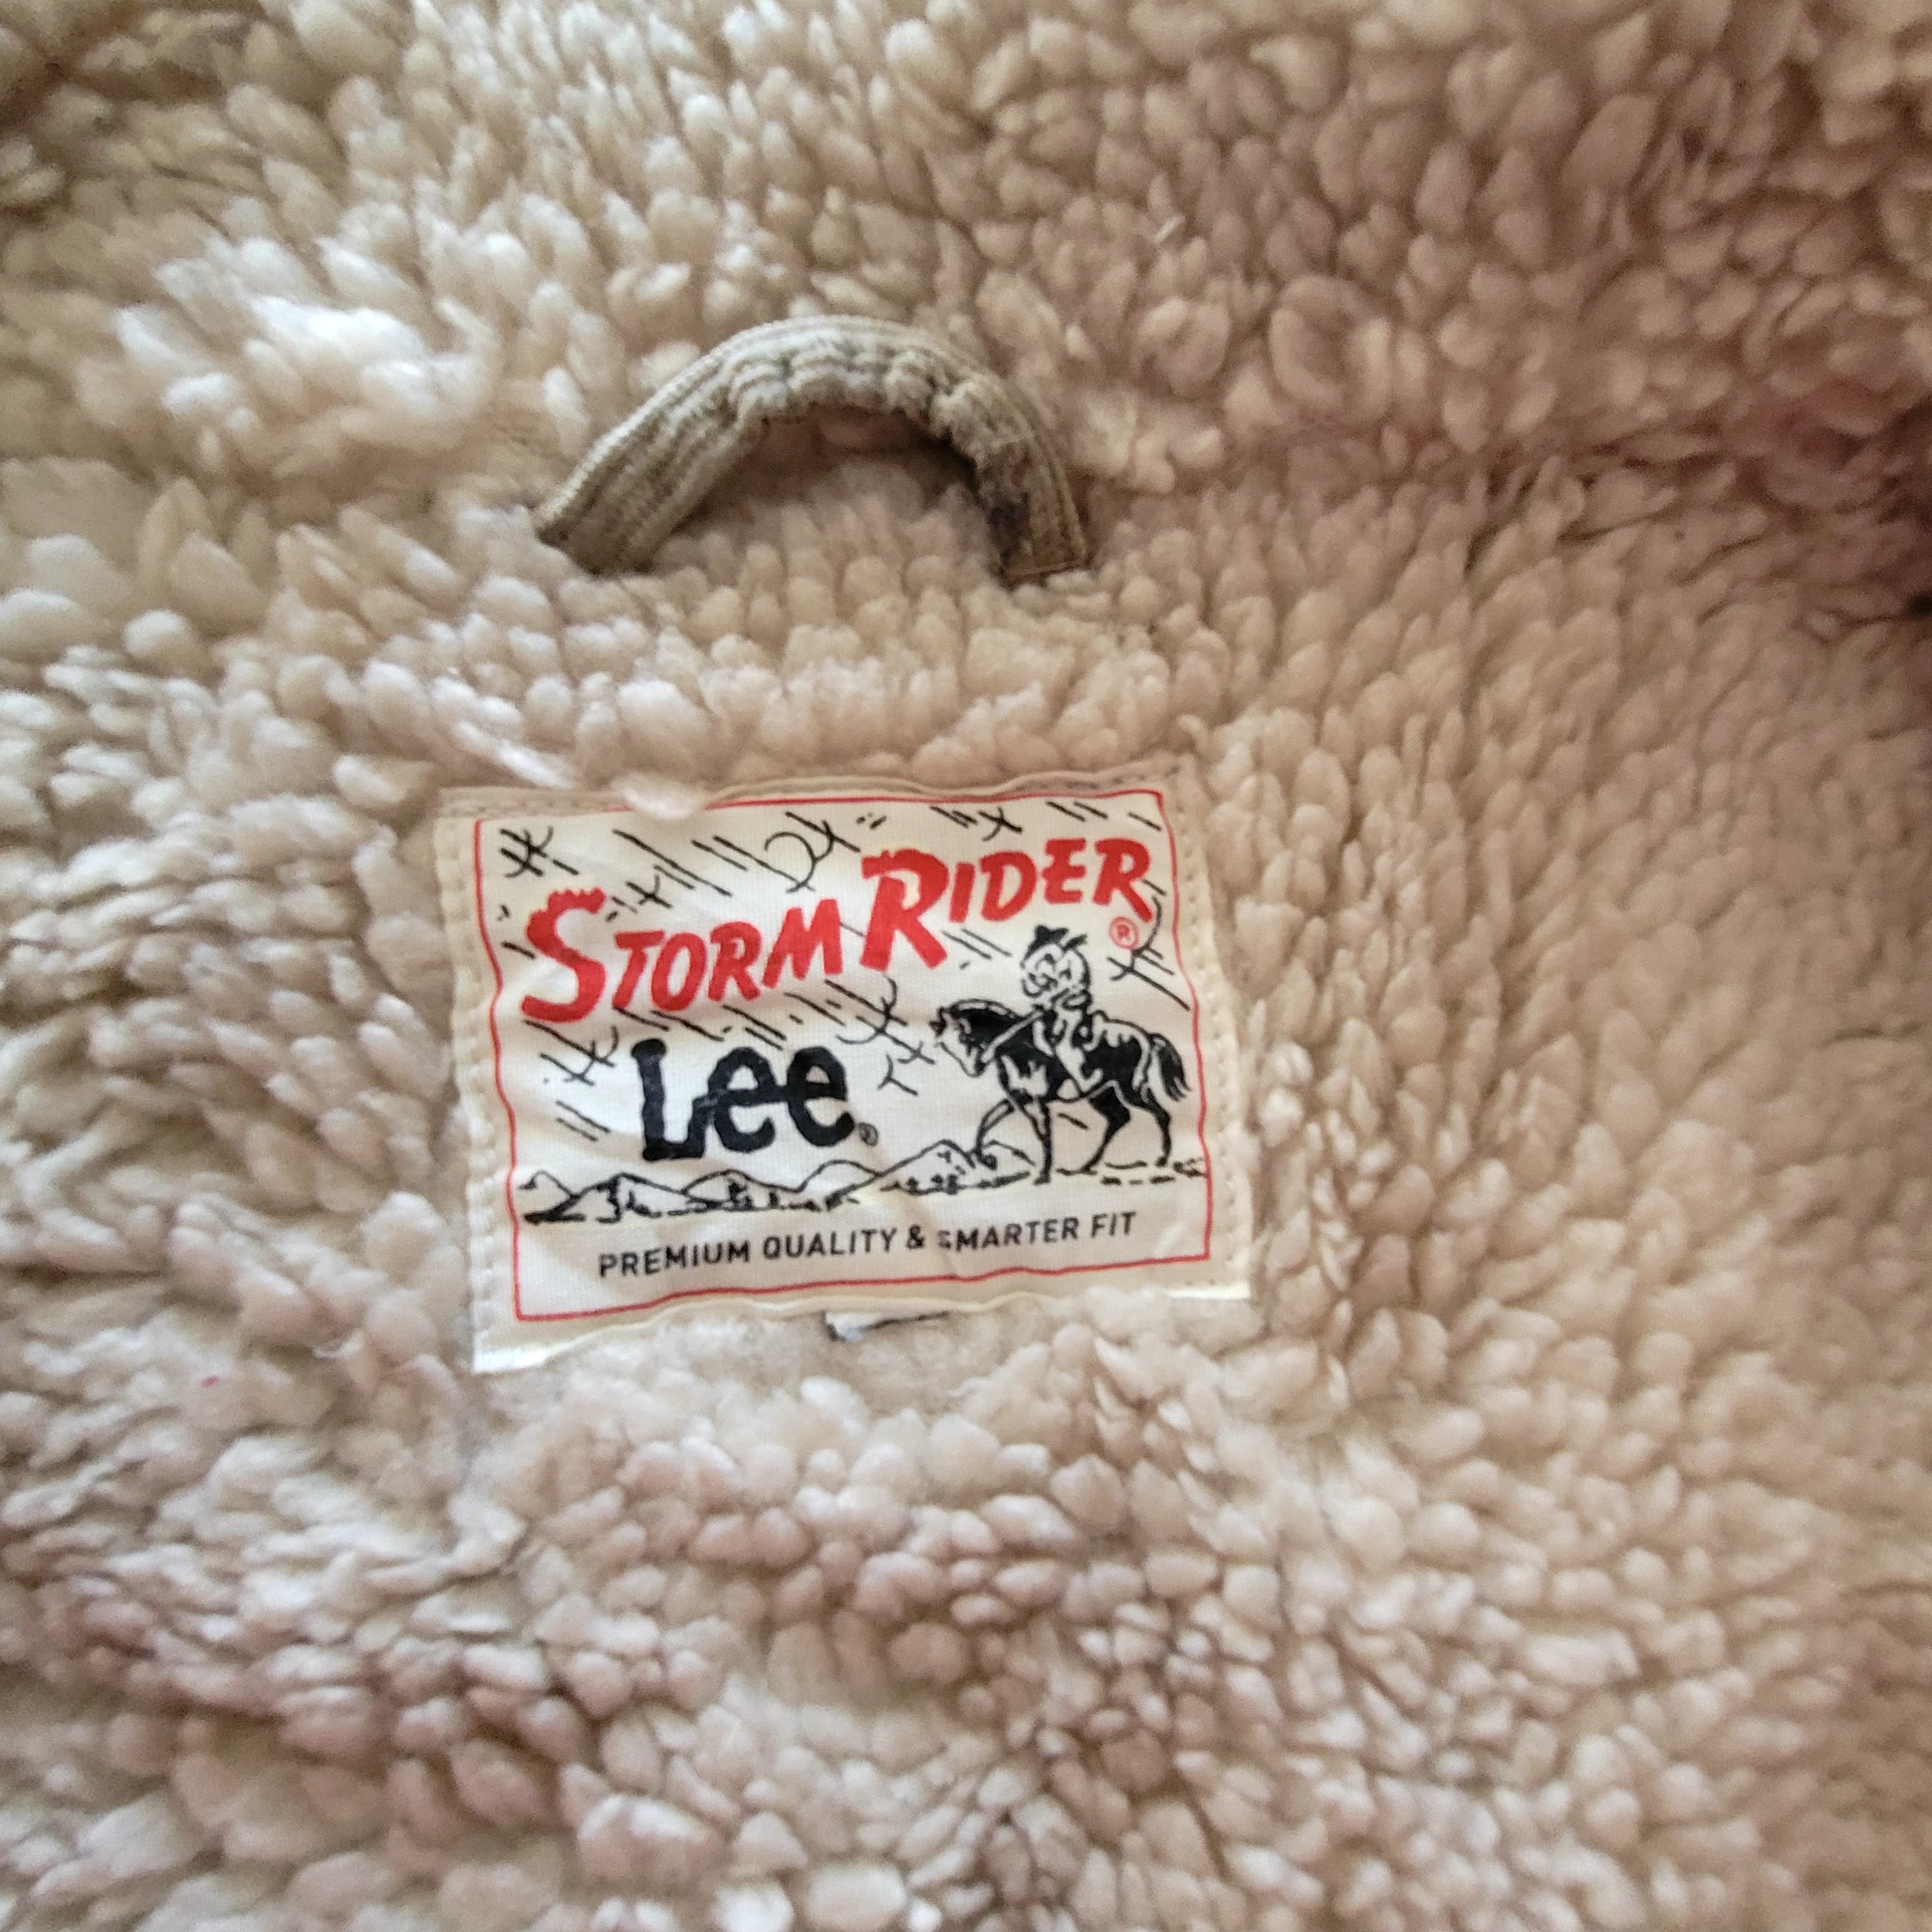 STORM RIDER®
Lee®
PREMIUM QUALITY & SMARTER FIT